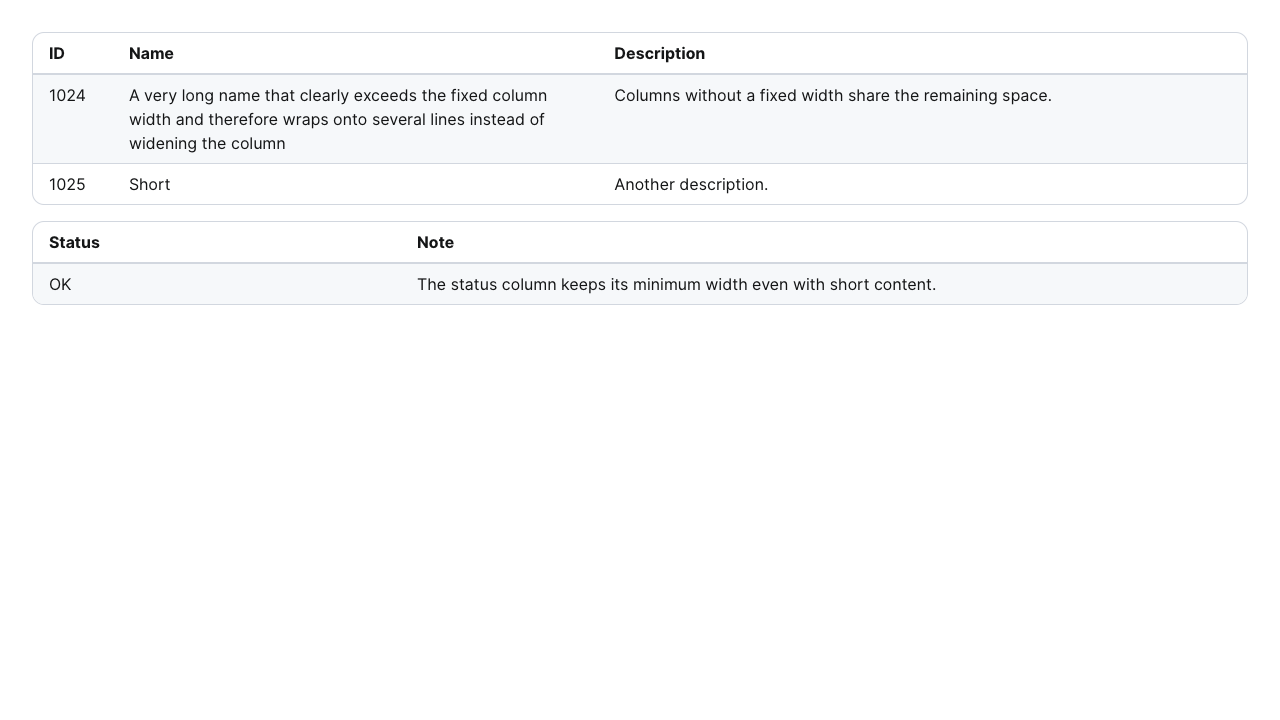 ID Name Description
1024 A very long name that clearly exceeds the fixed column Columns without a fixed width share the remaining space.
width and therefore wraps onto several lines instead of
widening the column
1025 Short Another description.
Status Note
OK The status column keeps its minimum width even with short content.